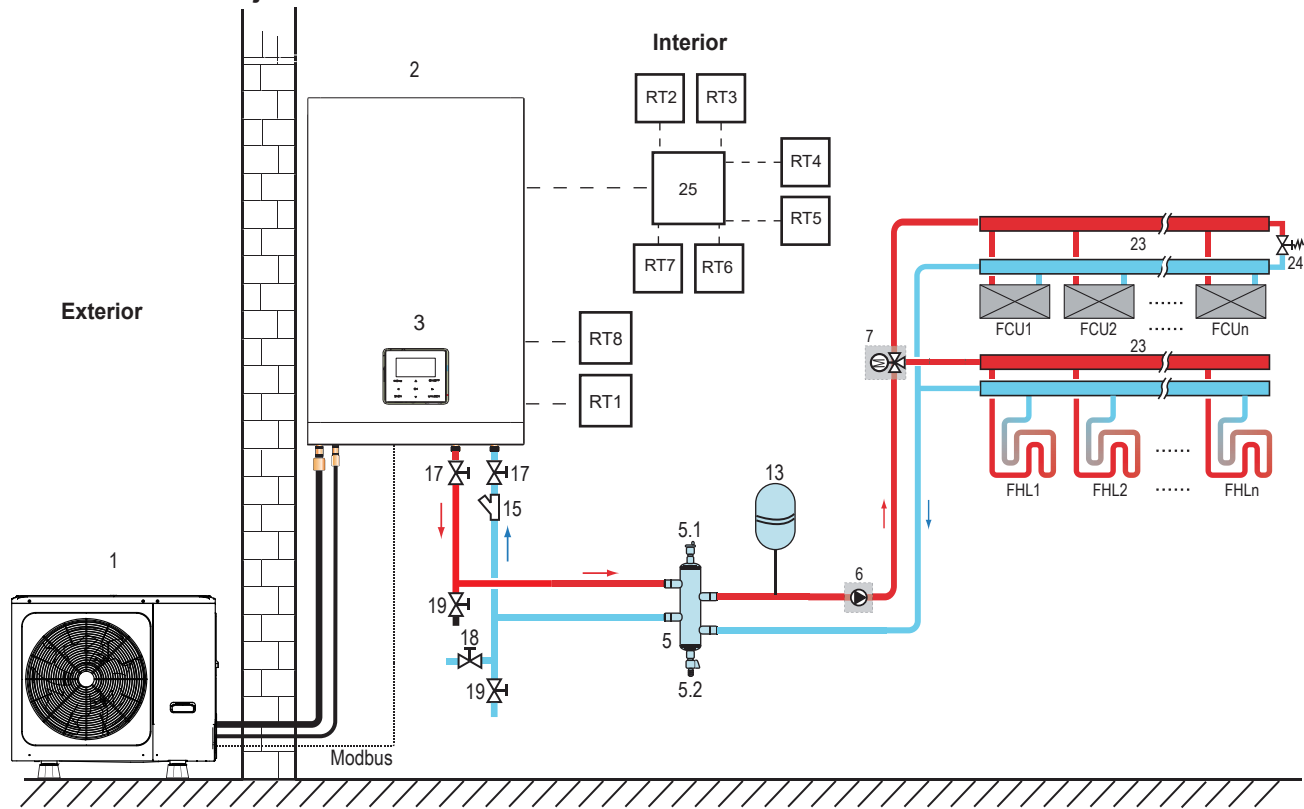 Interior
2
RT2
RT3
RT4
25
RT5
RT7
RT6
23
24
Exterior
FCU1
FCU2
......
FCUn
......
3
RT8
7
23
RT1
17
17
13
FHL1
FHL2
......
FHLn
......
15
5.1
1
6
19
18
5
19
5.2
Modbus